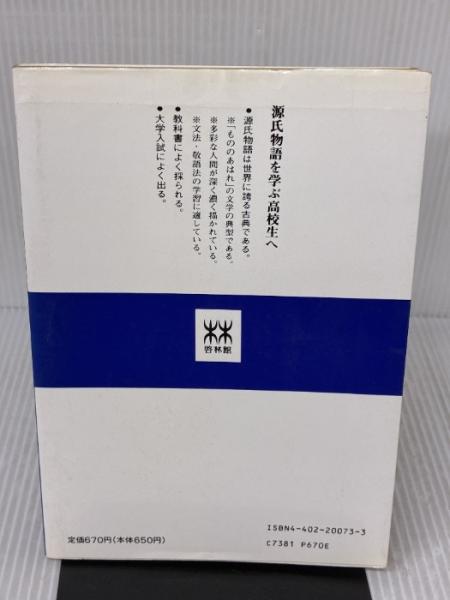 源氏物語を学ぶ高校生へ
●源氏物語は世界に誇る古典である。
※「もののあはれ」の文学の典型である。
※多彩な人間が深く濃く描かれている。
※文法・敬語法の学習に適している。
●教科書によく採られる。
●大学入試によく出る。
啓林館
ISBN4-402-20073-3
定価670円(本体650円)
C7381 P670E